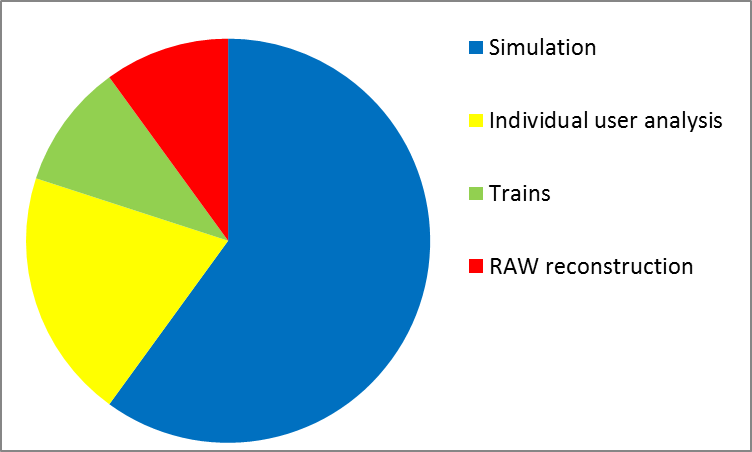 Simulation
Individual user analysis
Trains
RAW reconstruction